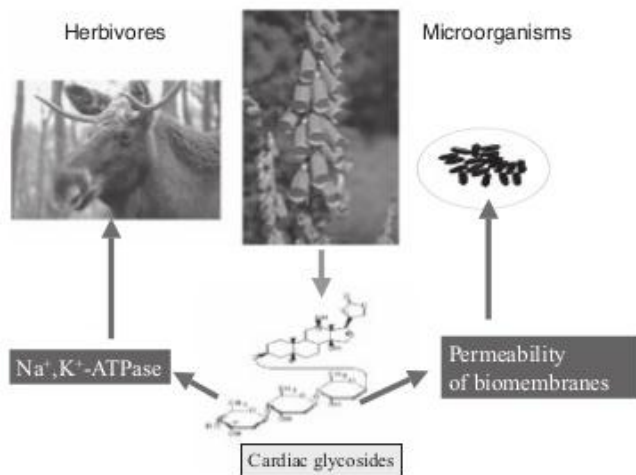 Herbivores
Microorganisms
Na⁺,K⁺-ATPase
Permeability
of biomembranes
Cardiac glycosides